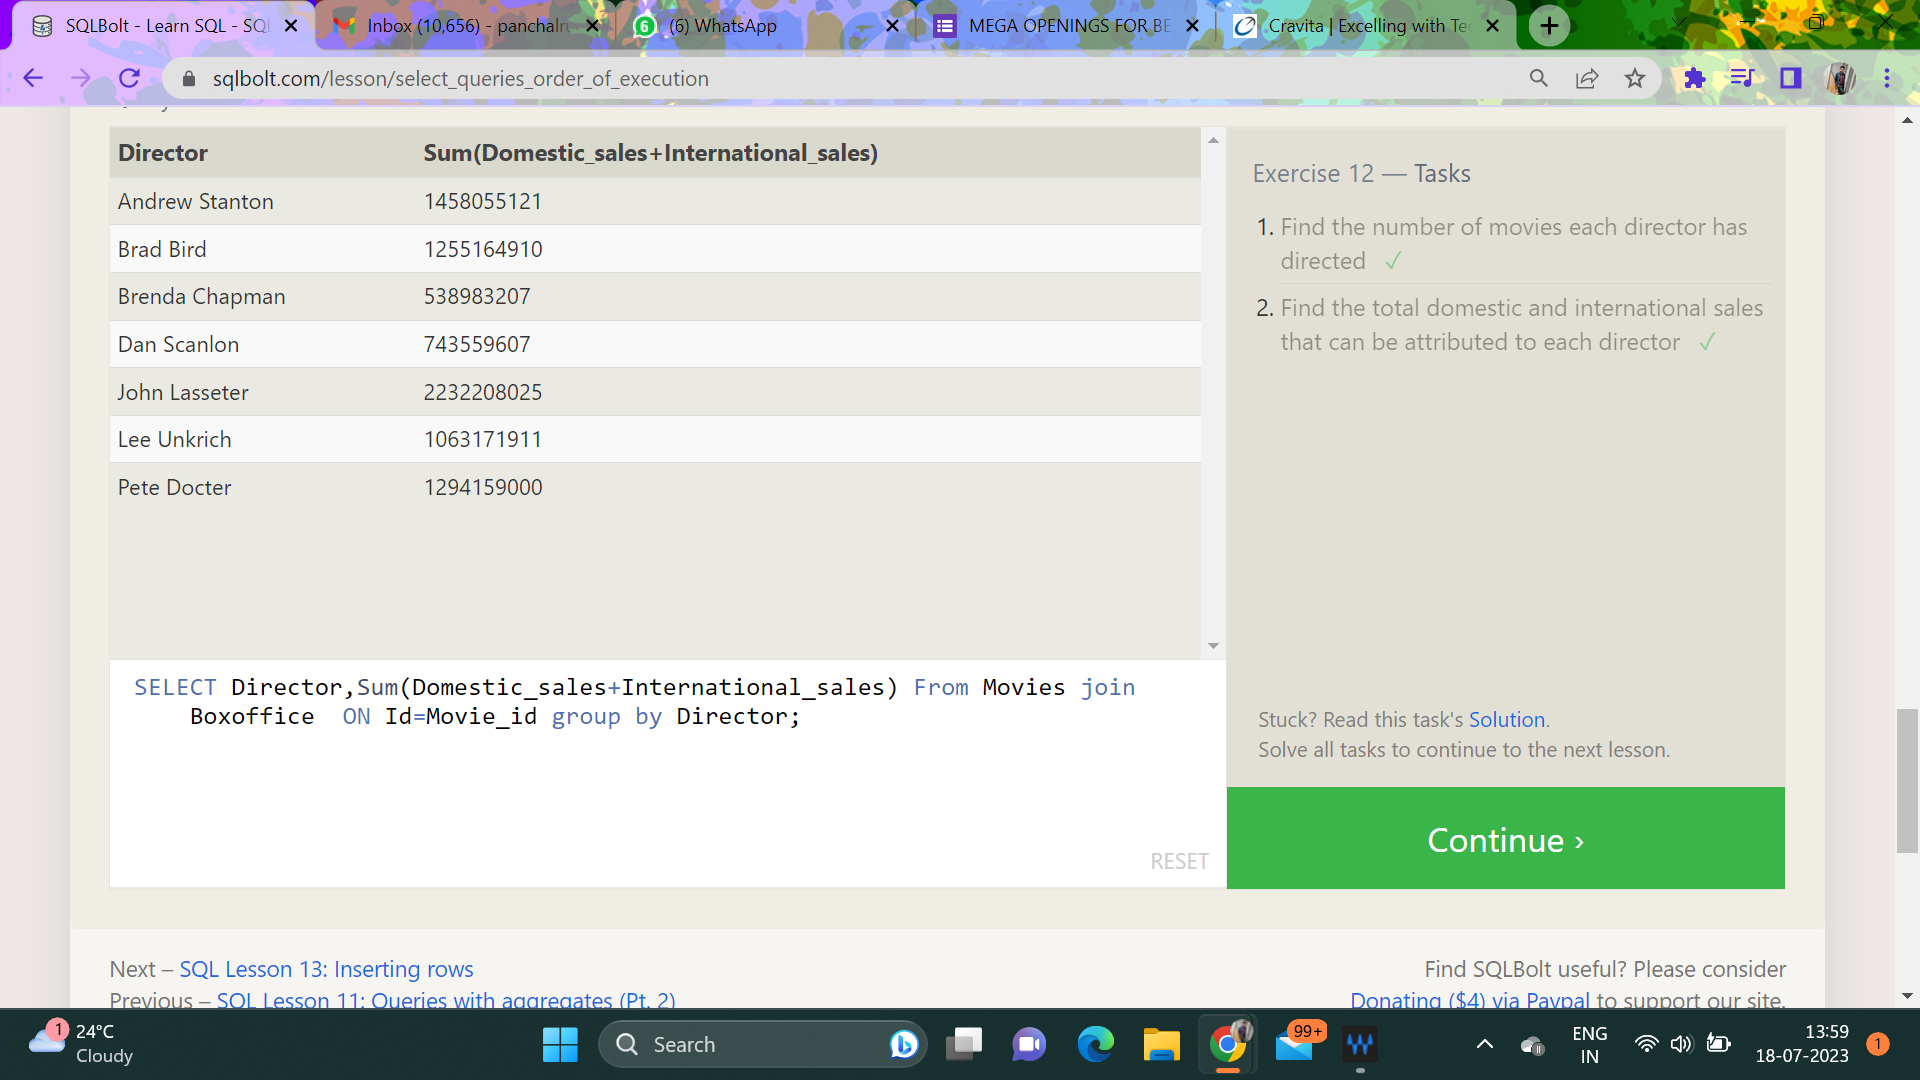 SQLBolt - Learn SQL - SQL
Inbox (10,656) - panchalr
(6) WhatsApp
MEGA OPENINGS FOR BE
Cravita | Excelling with Tec
sqlbolt.com/lesson/select_queries_order_of_execution
Director Sum(Domestic_sales+International_sales)
Andrew Stanton 1458055121
Brad Bird 1255164910
Brenda Chapman 538983207
Dan Scanlon 743559607
John Lasseter 2232208025
Lee Unkrich 1063171911
Pete Docter 1294159000
SELECT Director,Sum(Domestic_sales+International_sales) From Movies join
Boxoffice ON Id=Movie_id group by Director;
RESET
Exercise 12 — Tasks
1. Find the number of movies each director has
directed ✓
2. Find the total domestic and international sales
that can be attributed to each director ✓
Stuck? Read this task's Solution.
Solve all tasks to continue to the next lesson.
Continue ›
Next – SQL Lesson 13: Inserting rows
Previous – SQL Lesson 11: Queries with aggregates (Pt. 2)
Find SQLBolt useful? Please consider
Donating ($4) via Paypal to support our site.
1
24°C
Cloudy
Search
99+
ENG
IN
13:59
18-07-2023
1